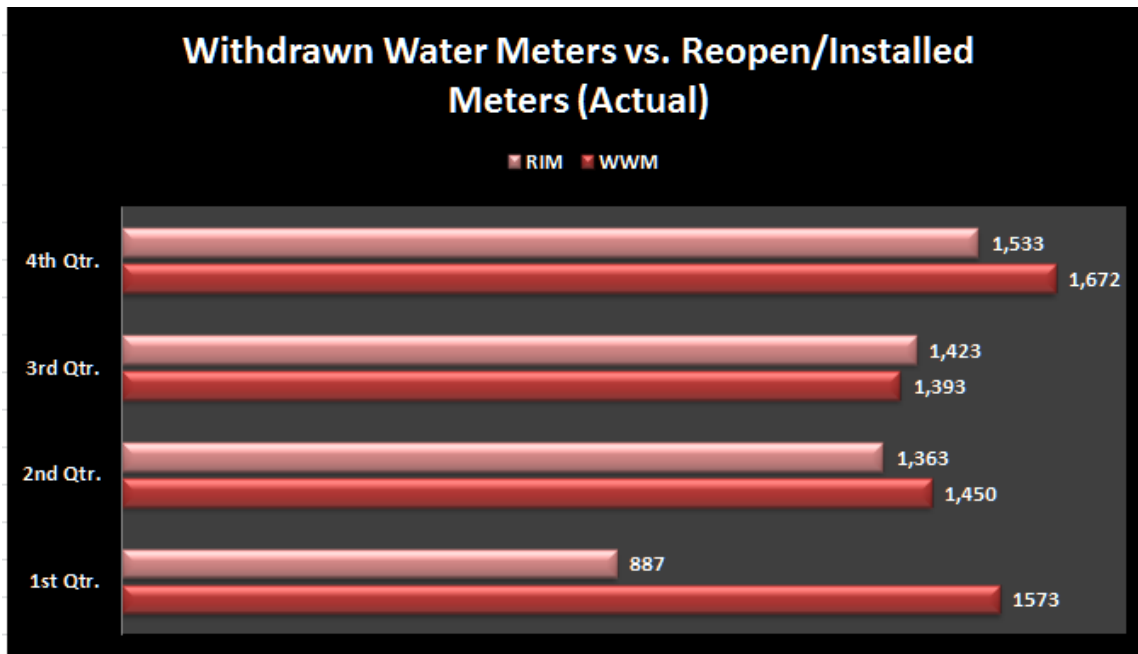 Withdrawn Water Meters vs. Reopen/Installed
Meters (Actual)
RIM WWM
4th Qtr.
1,533
1,672
3rd Qtr.
1,423
1,393
2nd Qtr.
1,363
1,450
1st Qtr.
887
1573